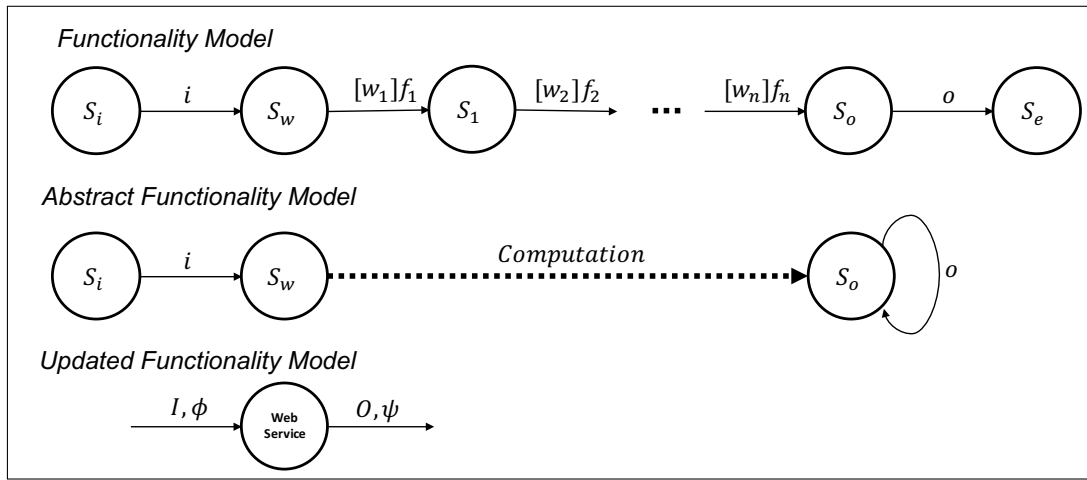 Functionality Model
S_i i S_w [w_1]f_1 S_1 [w_2]f_2 ... [w_n]f_n S_o o S_e
Abstract Functionality Model
S_i i S_w Computation S_o o
Updated Functionality Model
I, ϕ Web Service O, ψ